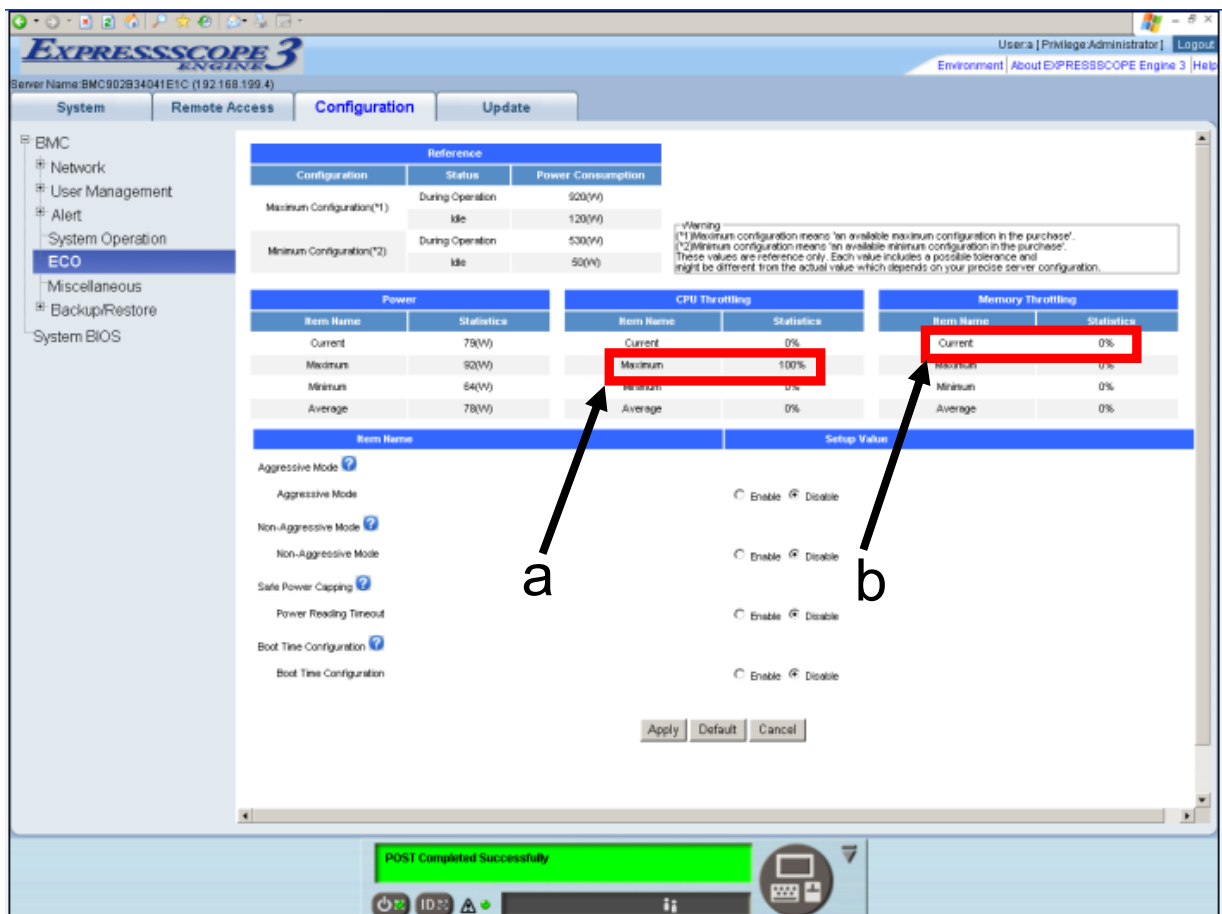 EXPRESSSCOPE
ENGINE 3
User:a [ Privilege:Administrator ] Logout
Environment About EXPRESSSCOPE Engine 3 Help
Server Name:BMC902B34041E1C (192.168.199.4)
System Remote Access Configuration Update
BMC
Network
User Management
Alert
System Operation
ECO
Miscellaneous
Backup/Restore
System BIOS
Reference
Configuration Status Power Consumption
Maximum Configuration(*1) During Operation 920(W)
Idle 120(W)
Minimum Configuration(*2) During Operation 530(W)
Idle 50(W)
Warning
(*1)Maximum configuration means 'an available maximum configuration in the purchase'.
(*2)Minimum configuration means 'an available minimum configuration in the purchase'.
These values are reference only. Each value includes a possible tolerance and
might be different from the actual value which depends on your precise server configuration.
Power CPU Throttling Memory Throttling
Item Name Statistics Item Name Statistics Item Name Statistics
Current 79(W) Current 0% Current 0%
Maximum 92(W) Maximum 100% Maximum 0%
Minimum 64(W) Minimum 0% Minimum 0%
Average 78(W) Average 0% Average 0%
Item Name Setup Value
Aggressive Mode ?
Aggressive Mode Enable Disable
Non-Aggressive Mode ?
Non-Aggressive Mode Enable Disable
a b
Safe Power Capping ?
Power Reading Timeout Enable Disable
Boot Time Configuration ?
Boot Time Configuration Enable Disable
Apply Default Cancel
POST Completed Successfully
ID